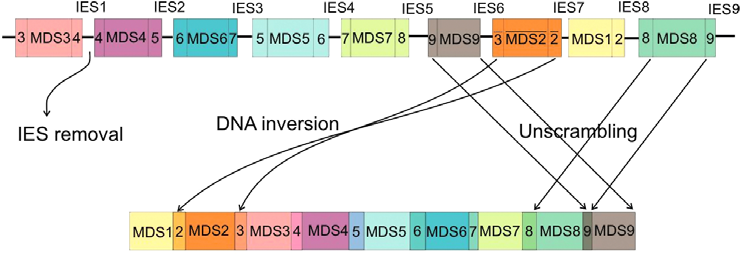 IES1 IES2 IES3 IES4 IES5 IES6 IES7 IES8 IES9
3 MDS3 4 4 MDS4 5 6 MDS6 7 5 MDS5 6 7 MDS7 8 9 MDS9 3 MDS2 2 MDS1 2 8 MDS8 9
IES removal DNA inversion Unscrambling
MDS1 2 MDS2 3 MDS3 4 MDS4 5 MDS5 6 MDS6 7 MDS7 8 MDS8 9 MDS9